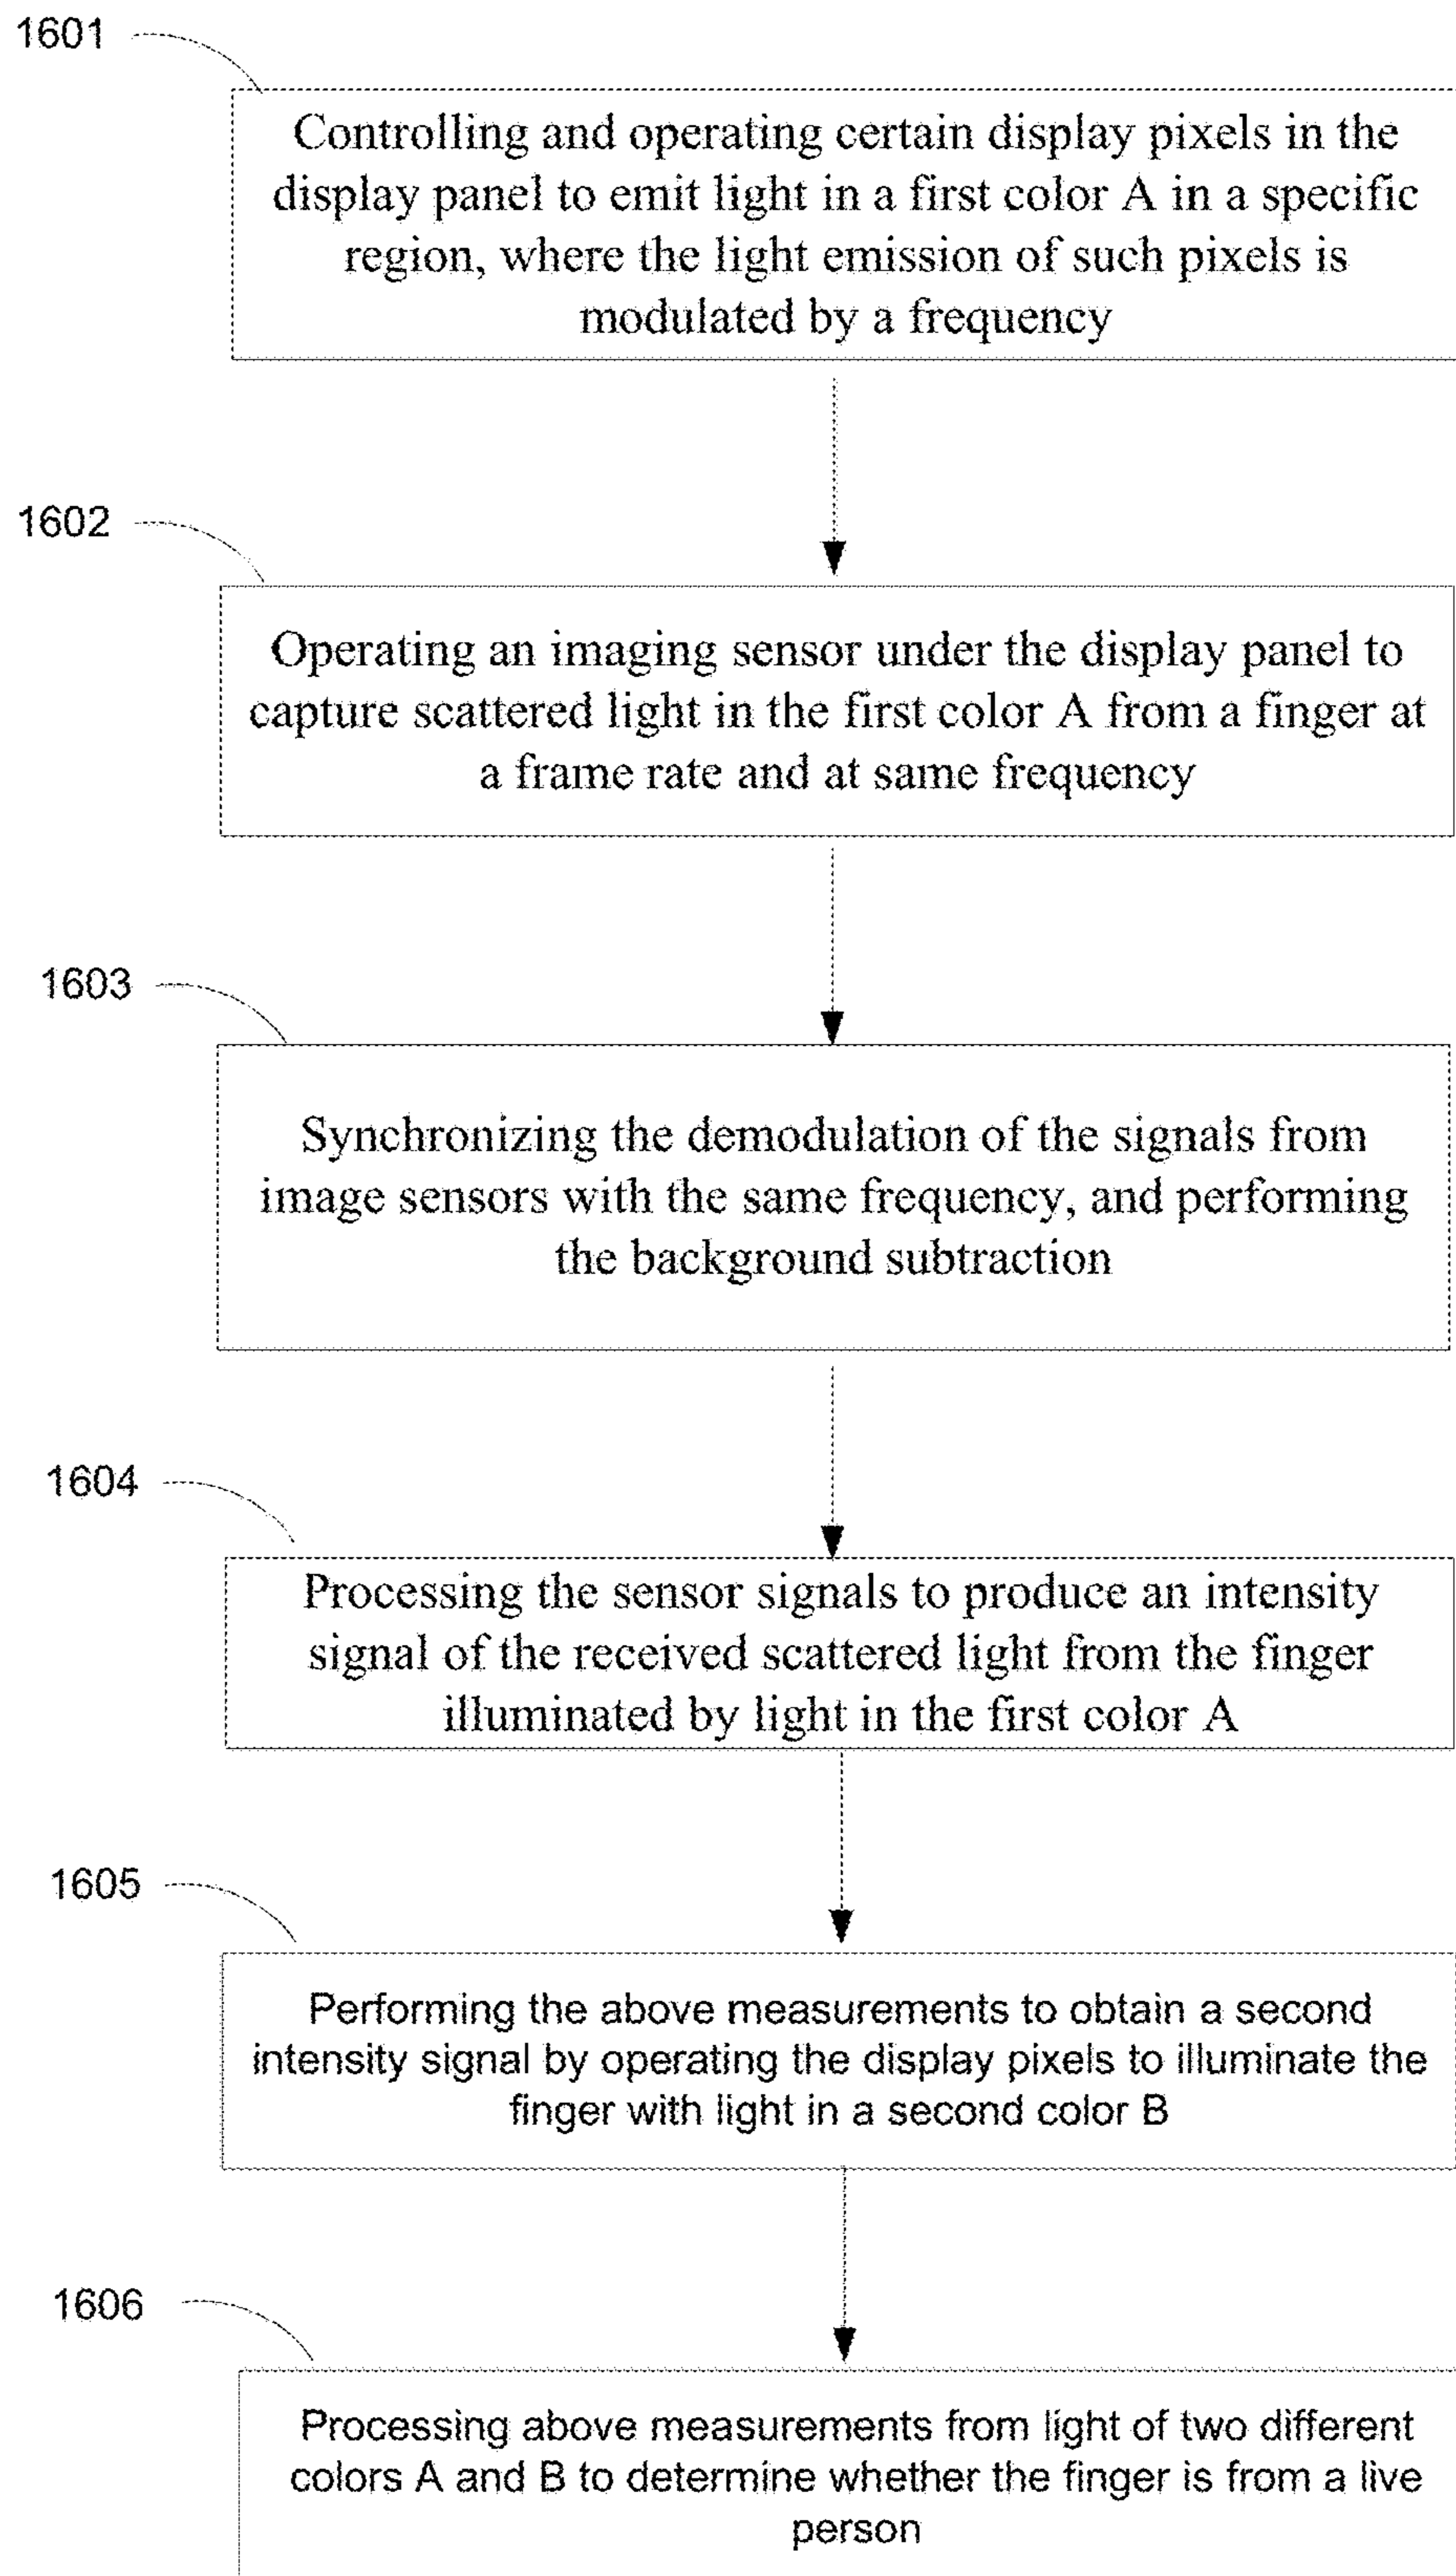 1601
Controlling and operating certain display pixels in the
display panel to emit light in a first color A in a specific
region, where the light emission of such pixels is
modulated by a frequency
1602
Operating an imaging sensor under the display panel to
capture scattered light in the first color A from a finger at
a frame rate and at same frequency
1603
Synchronizing the demodulation of the signals from
image sensors with the same frequency, and performing
the background subtraction
1604
Processing the sensor signals to produce an intensity
signal of the received scattered light from the finger
illuminated by light in the first color A
1605
Performing the above measurements to obtain a second
intensity signal by operating the display pixels to illuminate the
finger with light in a second color B
1606
Processing above measurements from light of two different
colors A and B to determine whether the finger is from a live
person